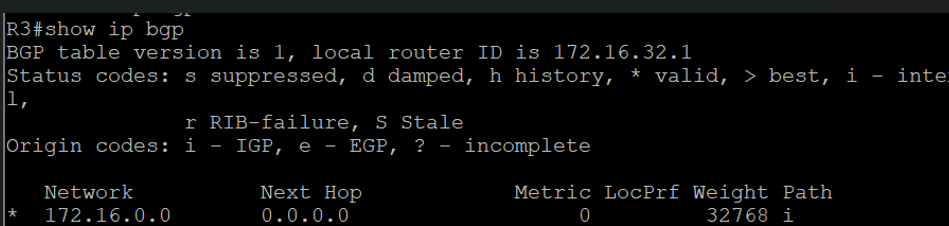 R3#show ip bgp
BGP table version is 1, local router ID is 172.16.32.1
Status codes: s suppressed, d damped, h history, * valid, > best, i - inte
l,
r RIB-failure, S Stale
Origin codes: i - IGP, e - EGP, ? - incomplete
Network Next Hop Metric LocPrf Weight Path
* 172.16.0.0 0.0.0.0 0 32768 i